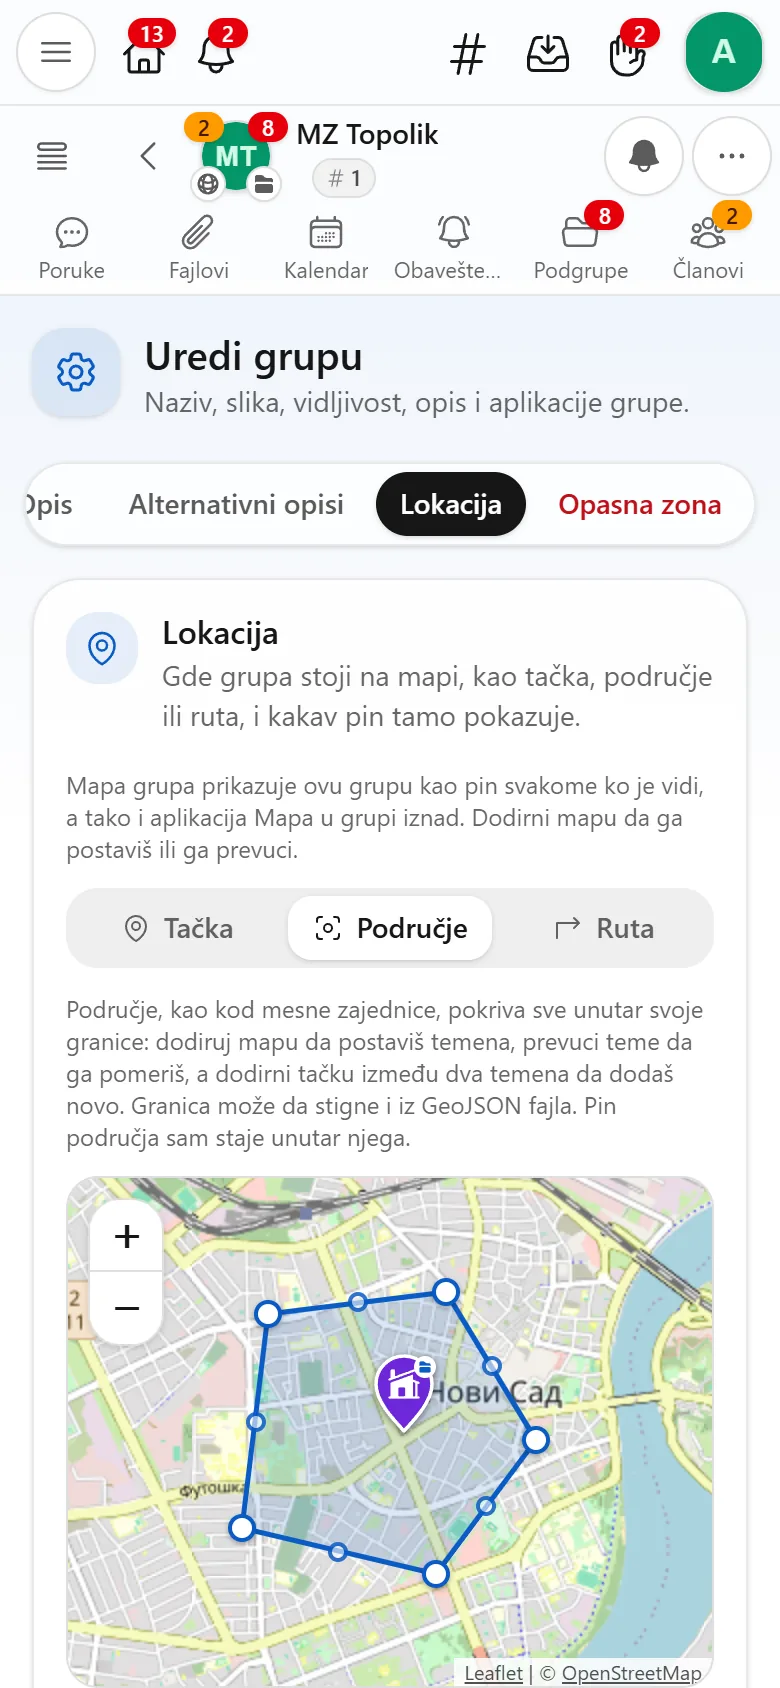 13
2
2
A
2
8
MT
MZ Topolik
# 1
Poruke
Fajlovi
Kalendar
Obavešte...
8
Podgrupe
2
Članovi
Uredi grupu
Naziv, slika, vidljivost, opis i aplikacije grupe.
Opis
Alternativni opisi
Lokacija
Opasna zona
Lokacija
Gde grupa stoji na mapi, kao tačka, područje
ili ruta, i kakav pin tamo pokazuje.
Mapa grupa prikazuje ovu grupu kao pin svakome ko je vidi,
a tako i aplikacija Mapa u grupi iznad. Dodirni mapu da ga
postaviš ili ga prevuci.
Tačka
Područje
Ruta
Područje, kao kod mesne zajednice, pokriva sve unutar svoje
granice: dodiruj mapu da postaviš temena, prevuci teme da
ga pomeriš, a dodirni tačku između dva temena da dodaš
novo. Granica može da stigne i iz GeoJSON fajla. Pin
područja sam staje unutar njega.
+
−
2
11
Нови Сад
Футошка
Leaflet | © OpenStreetMap